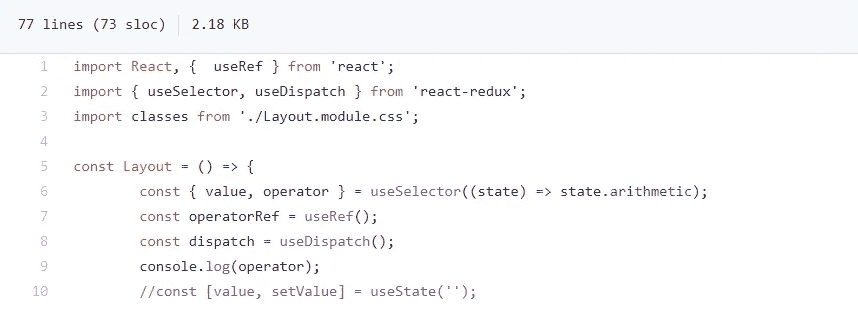 77 lines (73 sloc) 2.18 KB
1 import React, {  useRef } from 'react';
2 import { useSelector, useDispatch } from 'react-redux';
3 import classes from './Layout.module.css';
4
5 const Layout = () => {
6         const { value, operator } = useSelector((state) => state.arithmetic);
7         const operatorRef = useRef();
8         const dispatch = useDispatch();
9         console.log(operator);
10         //const [value, setValue] = useState('');